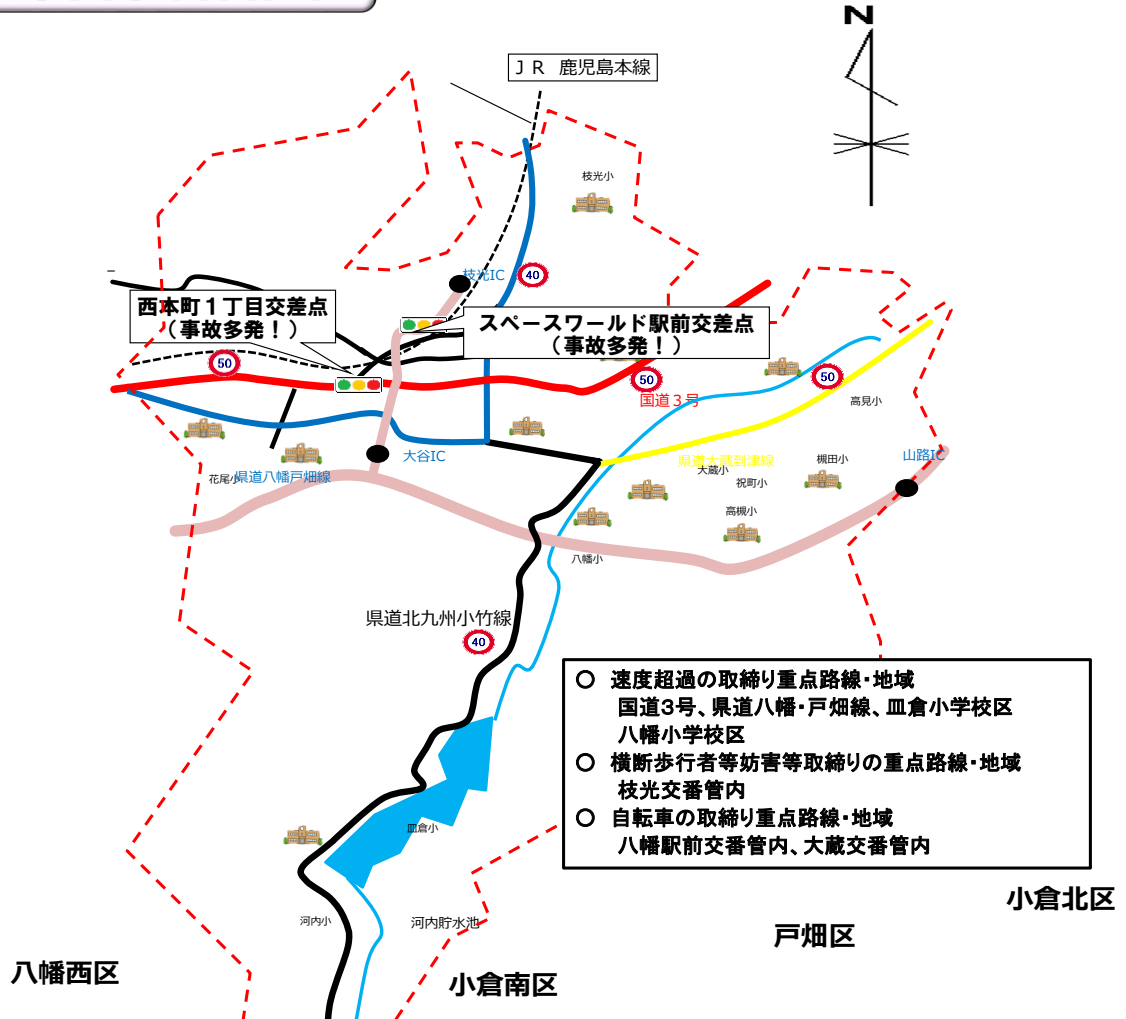 N
ＪＲ 鹿児島本線
枝光小
枝光IC
40
西本町１丁目交差点
（事故多発！）
スペースワールド駅前交差点
（事故多発！）
50
50
50
国道３号
高見小
大谷IC
県道大蔵到津線
大蔵小
槻田小
山路IC
祝町小
花尾小
県道八幡戸畑線
高槻小
八幡小
県道北九州小竹線
40
○ 速度超過の取締り重点路線・地域
国道3号、県道八幡・戸畑線、皿倉小学校区
八幡小学校区
○ 横断歩行者等妨害等取締りの重点路線・地域
枝光交番管内
○ 自転車の取締り重点路線・地域
八幡駅前交番管内、大蔵交番管内
皿倉小
河内小
河内貯水池
小倉北区
戸畑区
八幡西区
小倉南区